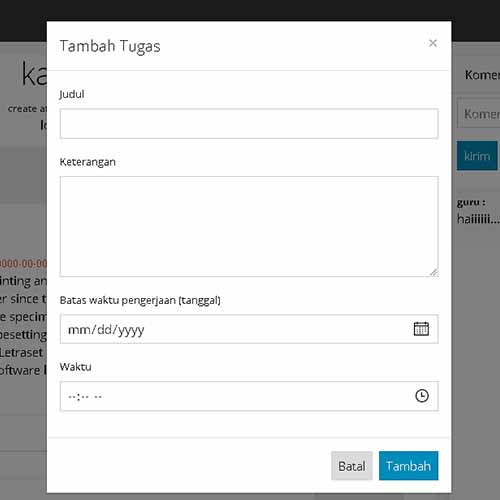 Tambah Tugas ×
Judul
Keterangan
Batas waktu pengerjaan (tanggal)
mm/dd/yyyy
Waktu
--:-- --
Batal Tambah
ka
create at
0000-00-00
inting an
er since t
e specim
pesetting
Letraset
oftware
Komen
Komen
kirim
guru :
haiiiiii...